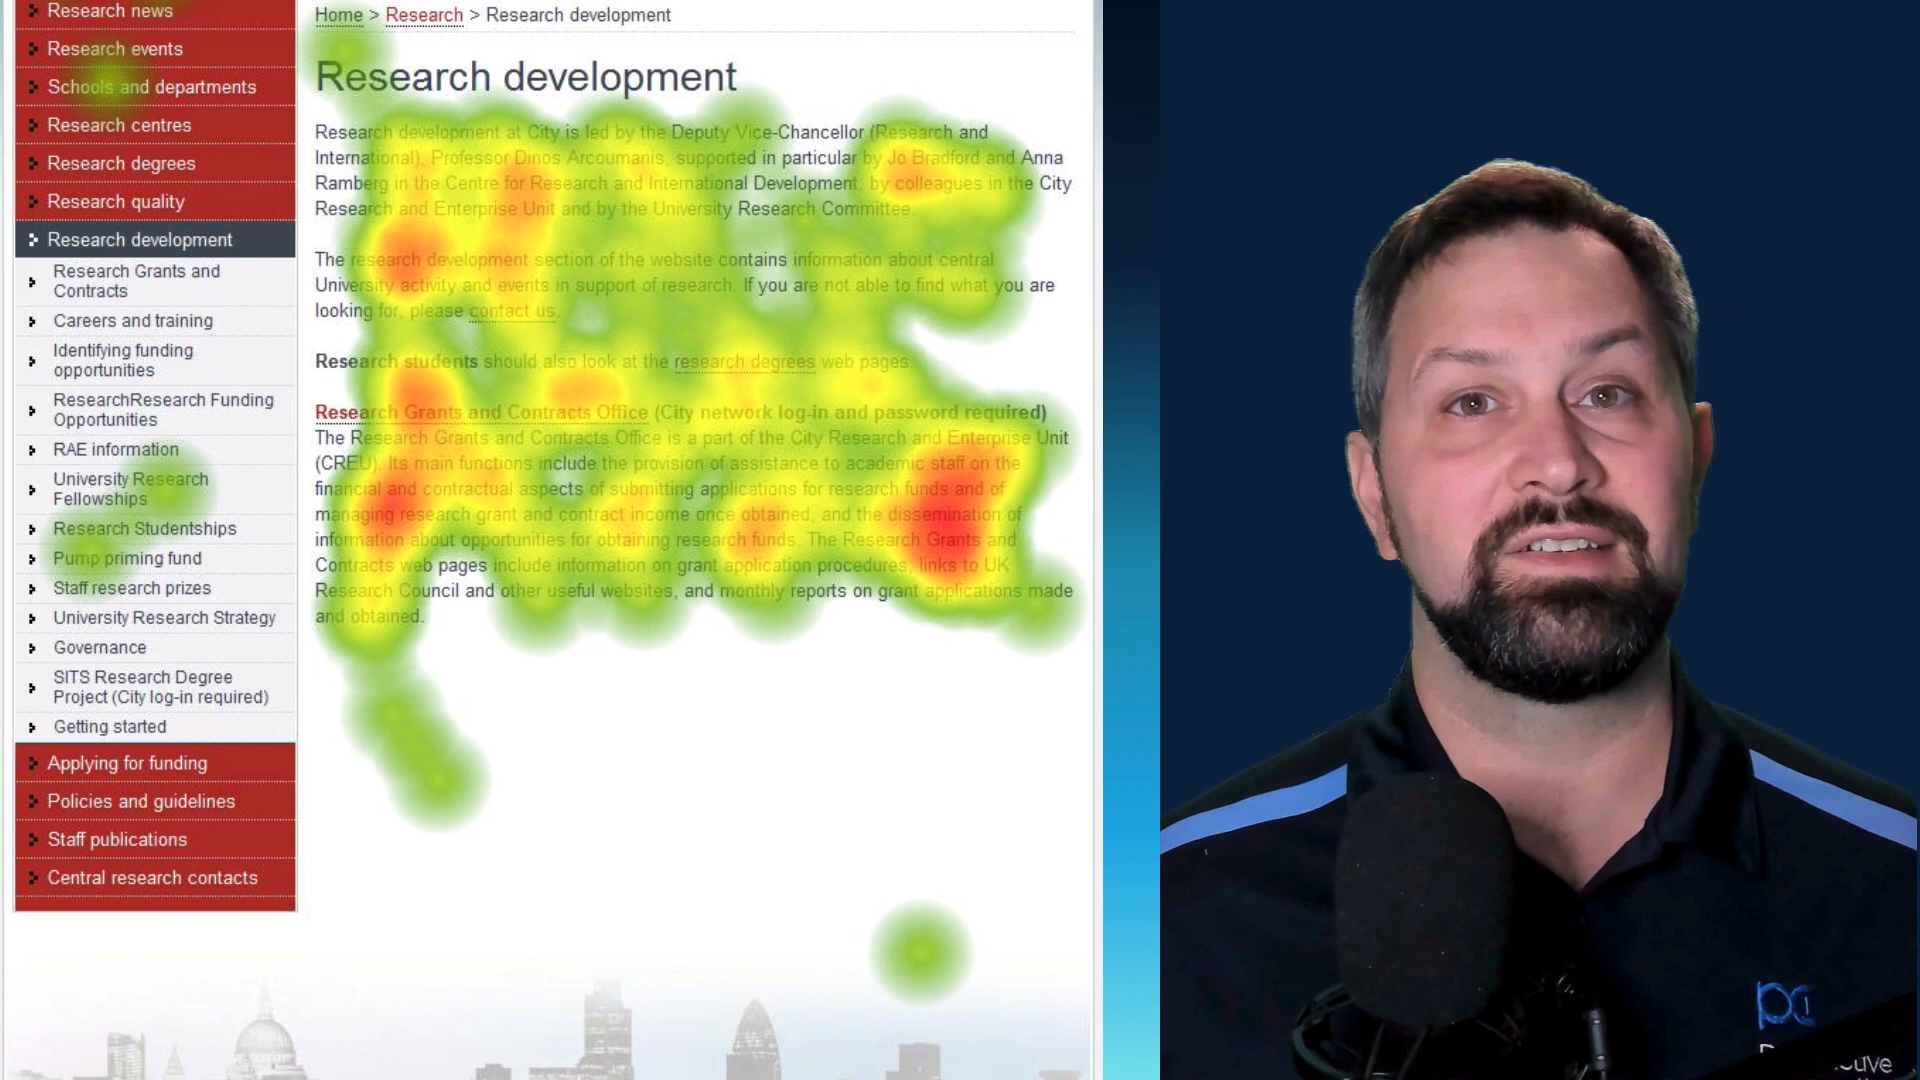 Research news
Research events
Schools and departments
Research centres
Research degrees
Research quality
Research development
Research Grants and
Contracts
Careers and training
Identifying funding
opportunities
ResearchResearch Funding
Opportunities
RAE information
University Research
Fellowships
Research Studentships
Pump priming fund
Staff research prizes
University Research Strategy
Governance
SITS Research Degree
Project (City log-in required)
Getting started
Applying for funding
Policies and guidelines
Staff publications
Central research contacts
Home > Research > Research development
Research development
Research development at City is led by the Deputy Vice-Chancellor (Research and
International), Professor Dinos Arcoumanis, supported in particular by Jo Bradford and Anna
Ramberg in the Centre for Research and International Development, by colleagues in the City
Research and Enterprise Unit and by the University Research Committee.
The research development section of the website contains information about central
University activity and events in support of research. If you are not able to find what you are
looking for, please contact us.
Research students should also look at the research degrees web pages.
Research Grants and Contracts Office (City network log-in and password required)
The Research Grants and Contracts Office is a part of the City Research and Enterprise Unit
(CREU). Its main functions include the provision of assistance to academic staff on the
financial and contractual aspects of submitting applications for research funds and of
managing research grant and contract income once obtained, and the dissemination of
information about opportunities for obtaining research funds. The Research Grants and
Contracts web pages include information on grant application procedures, links to UK
Research Council and other useful websites, and monthly reports on grant applications made
and obtained.